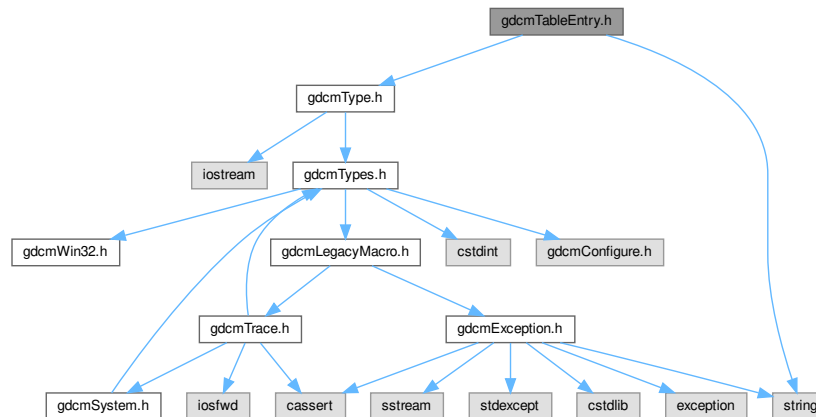 gdcmTableEntry.h
gdcmType.h
iostream
gdcmTypes.h
gdcmWin32.h
gdcmLegacyMacro.h
cstdint
gdcmConfigure.h
gdcmTrace.h
gdcmException.h
gdcmSystem.h
iosfwd
cassert
sstream
stdexcept
cstdlib
exception
string